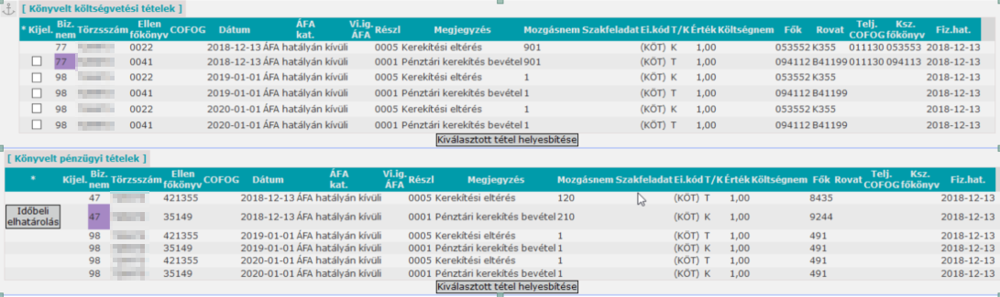 [ Könyvelt költségvetési tételek ]
* Kijel. Biz. nem Törzsszám Ellen főkönyv COFOG Dátum ÁFA kat. Vi.ig. ÁFA Részl Megjegyzés Mozgásnem Szakfeladat Ei.kód T/K Érték Költségnem Fők Rovat Telj. COFOG Ksz. főkönyv Fiz.hat.
77 0022 2018-12-13 ÁFA hatályán kívüli 0005 Kerekítési eltérés 901 (KÖT) K 1,00 053552 K355 011130 053553 2018-12-13
77 0041 2018-12-13 ÁFA hatályán kívüli 0001 Pénztári kerekítés bevétel 901 (KÖT) K 1,00 094112 B41199 011130 094113 2018-12-13
98 0022 2019-01-01 ÁFA hatályán kívüli 0005 Kerekítési eltérés 1 (KÖT) K 1,00 053552 K355 2018-12-13
98 0041 2019-01-01 ÁFA hatályán kívüli 0001 Pénztári kerekítés bevétel 1 (KÖT) T 1,00 094112 B41199 2018-12-13
98 0022 2020-01-01 ÁFA hatályán kívüli 0005 Kerekítési eltérés 1 (KÖT) K 1,00 053552 K355 2018-12-13
98 0041 2020-01-01 ÁFA hatályán kívüli 0001 Pénztári kerekítés bevétel 1 (KÖT) T 1,00 094112 B41199 2018-12-13
Kiválasztott tétel helyesbítése
[ Könyvelt pénzügyi tételek ]
* Kijel. Biz. nem Törzsszám Ellen főkönyv COFOG Dátum ÁFA kat. Vi.ig. ÁFA Részl Megjegyzés Mozgásnem Szakfeladat Ei.kód T/K Érték Költségnem Fők Rovat Telj. COFOG Ksz. főkönyv Fiz.hat.
47 421355 2018-12-13 ÁFA hatályán kívüli 0005 Kerekítési eltérés 120 (KÖT) T 1,00 8435 2018-12-13
Időbeli elhatárolás 47 35149 2018-12-13 ÁFA hatályán kívüli 0001 Pénztári kerekítés bevétel 210 (KÖT) K 1,00 9244 2018-12-13
98 421355 2019-01-01 ÁFA hatályán kívüli 0005 Kerekítési eltérés 1 (KÖT) T 1,00 491 2018-12-13
98 35149 2019-01-01 ÁFA hatályán kívüli 0001 Pénztári kerekítés bevétel 1 (KÖT) K 1,00 491 2018-12-13
98 421355 2020-01-01 ÁFA hatályán kívüli 0005 Kerekítési eltérés 1 (KÖT) T 1,00 491 2018-12-13
98 35149 2020-01-01 ÁFA hatályán kívüli 0001 Pénztári kerekítés bevétel 1 (KÖT) K 1,00 491 2018-12-13
Kiválasztott tétel helyesbítése